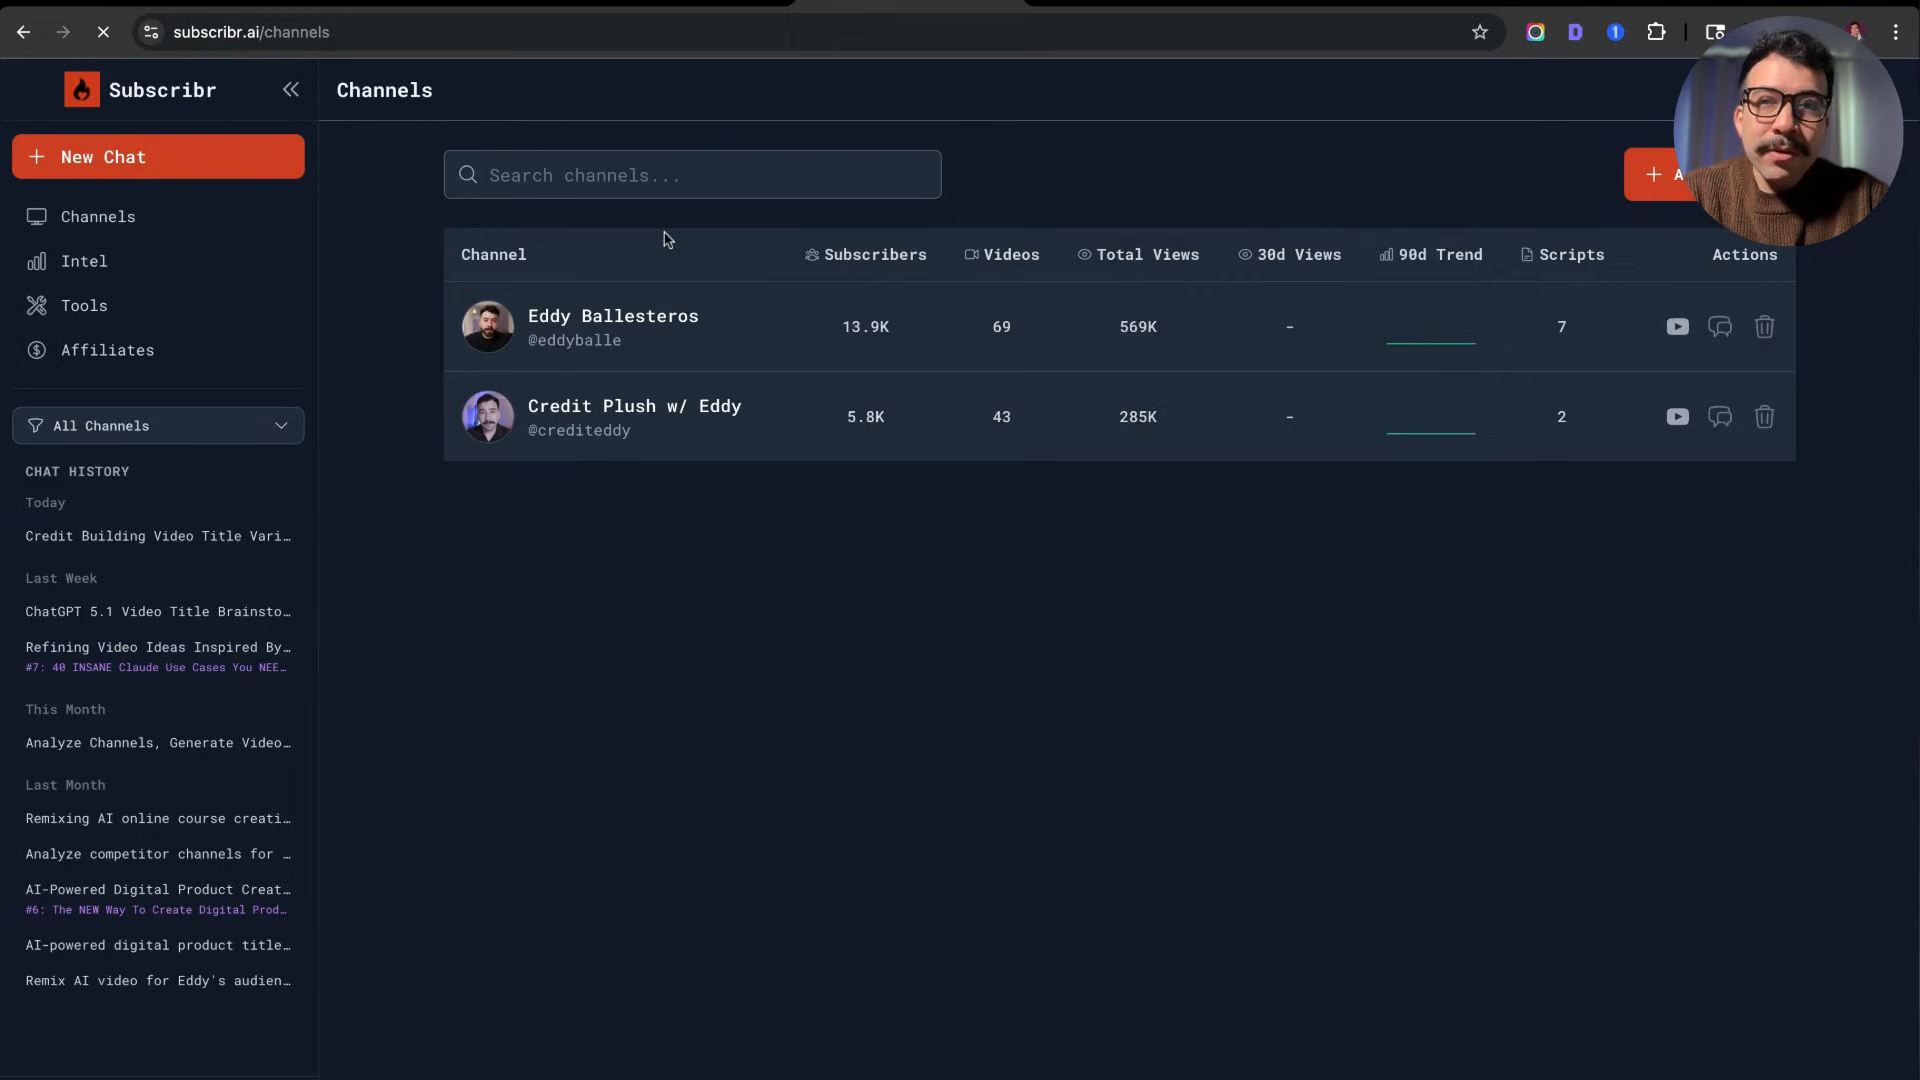 subscribr.ai/channels
Subscribr
Channels
New Chat
Channels
Intel
Tools
Affiliates
All Channels
CHAT HISTORY
Today
Credit Building Video Title Vari…
Last Week
ChatGPT 5.1 Video Title Brainsto…
Refining Video Ideas Inspired By…
#7: 40 INSANE Claude Use Cases You NEE…
This Month
Analyze Channels, Generate Video…
Last Month
Remixing AI online course creati…
Analyze competitor channels for …
AI-Powered Digital Product Creat…
#6: The NEW Way To Create Digital Prod…
AI-powered digital product title…
Remix AI video for Eddy's audien…
Search channels...
Channel Subscribers Videos Total Views 30d Views 90d Trend Scripts Actions
Eddy Ballesteros
@eddyballe
13.9K 69 569K - 7
Credit Plush w/ Eddy
@crediteddy
5.8K 43 285K - 2